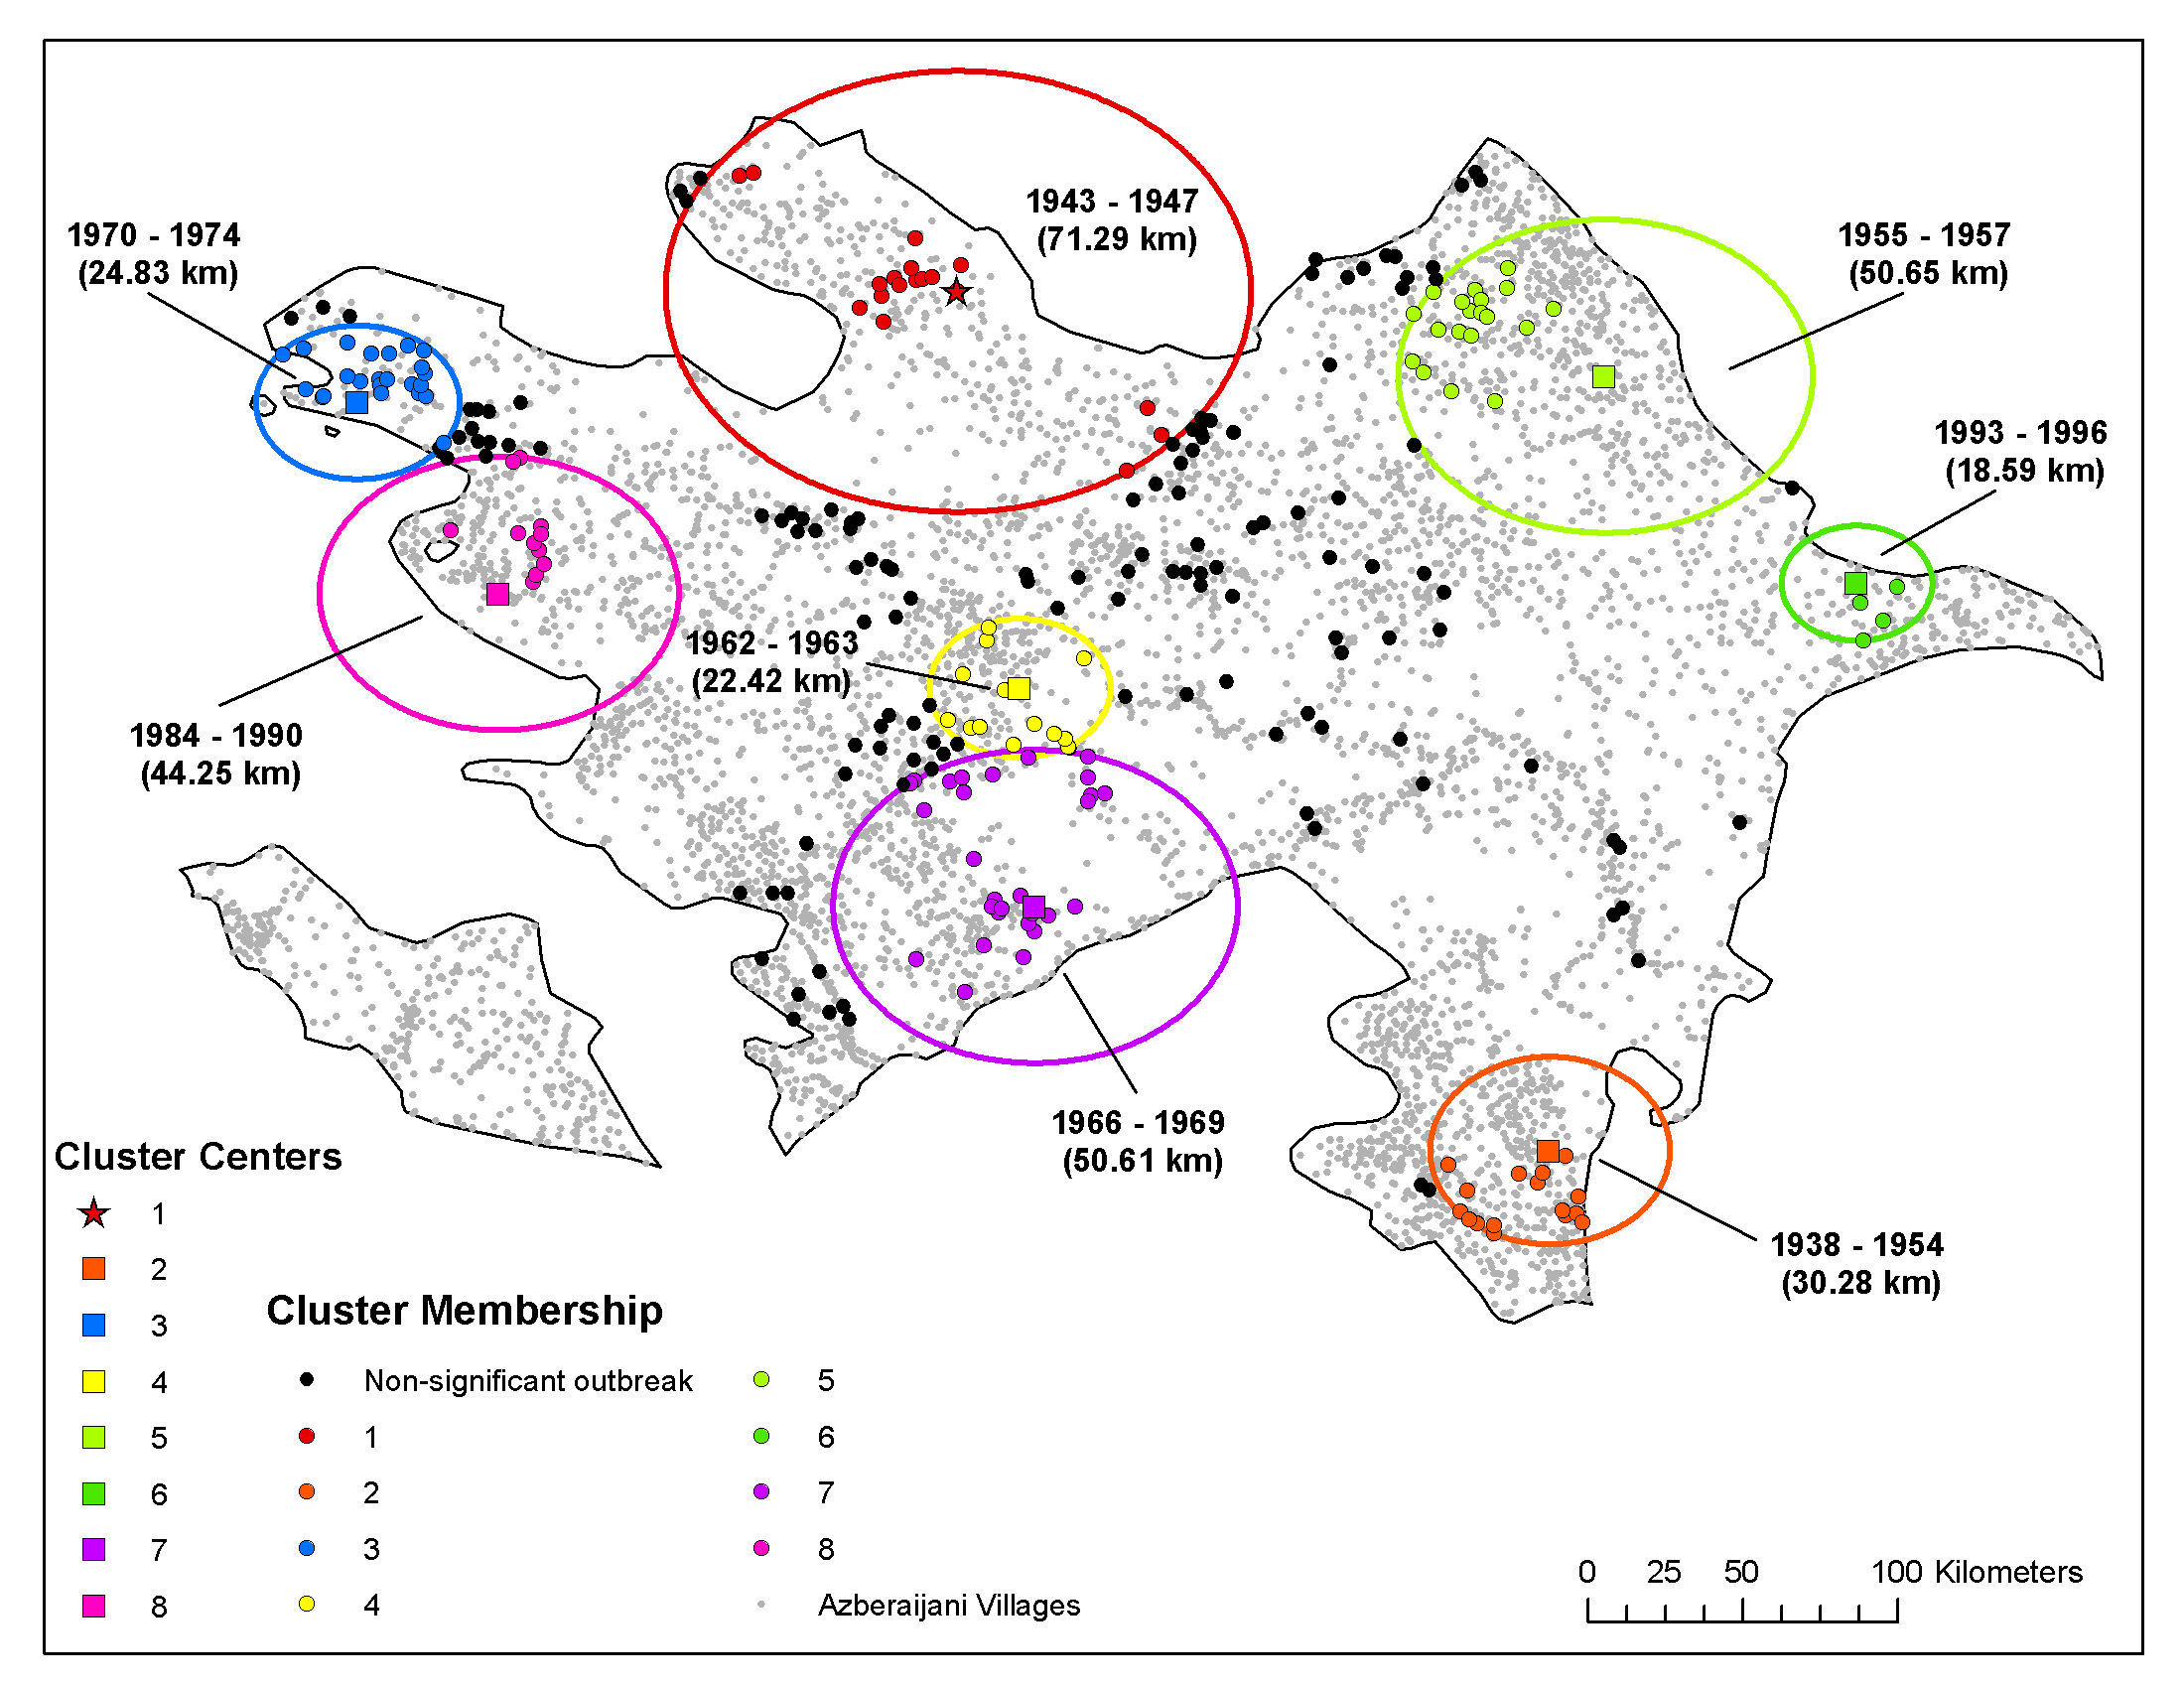 1943 - 1947
(71.29 km)
1970 - 1974
(24.83 km)
1955 - 1957
(50.65 km)
1993 - 1996
(18.59 km)
1962 - 1963
(22.42 km)
1984 - 1990
(44.25 km)
1966 - 1969
(50.61 km)
1938 - 1954
(30.28 km)
Cluster Centers
1
2
3
4
5
6
7
8
Cluster Membership
Non-significant outbreak
1
2
3
4
5
6
7
8
Azberaijani Villages
0 25 50 100 Kilometers